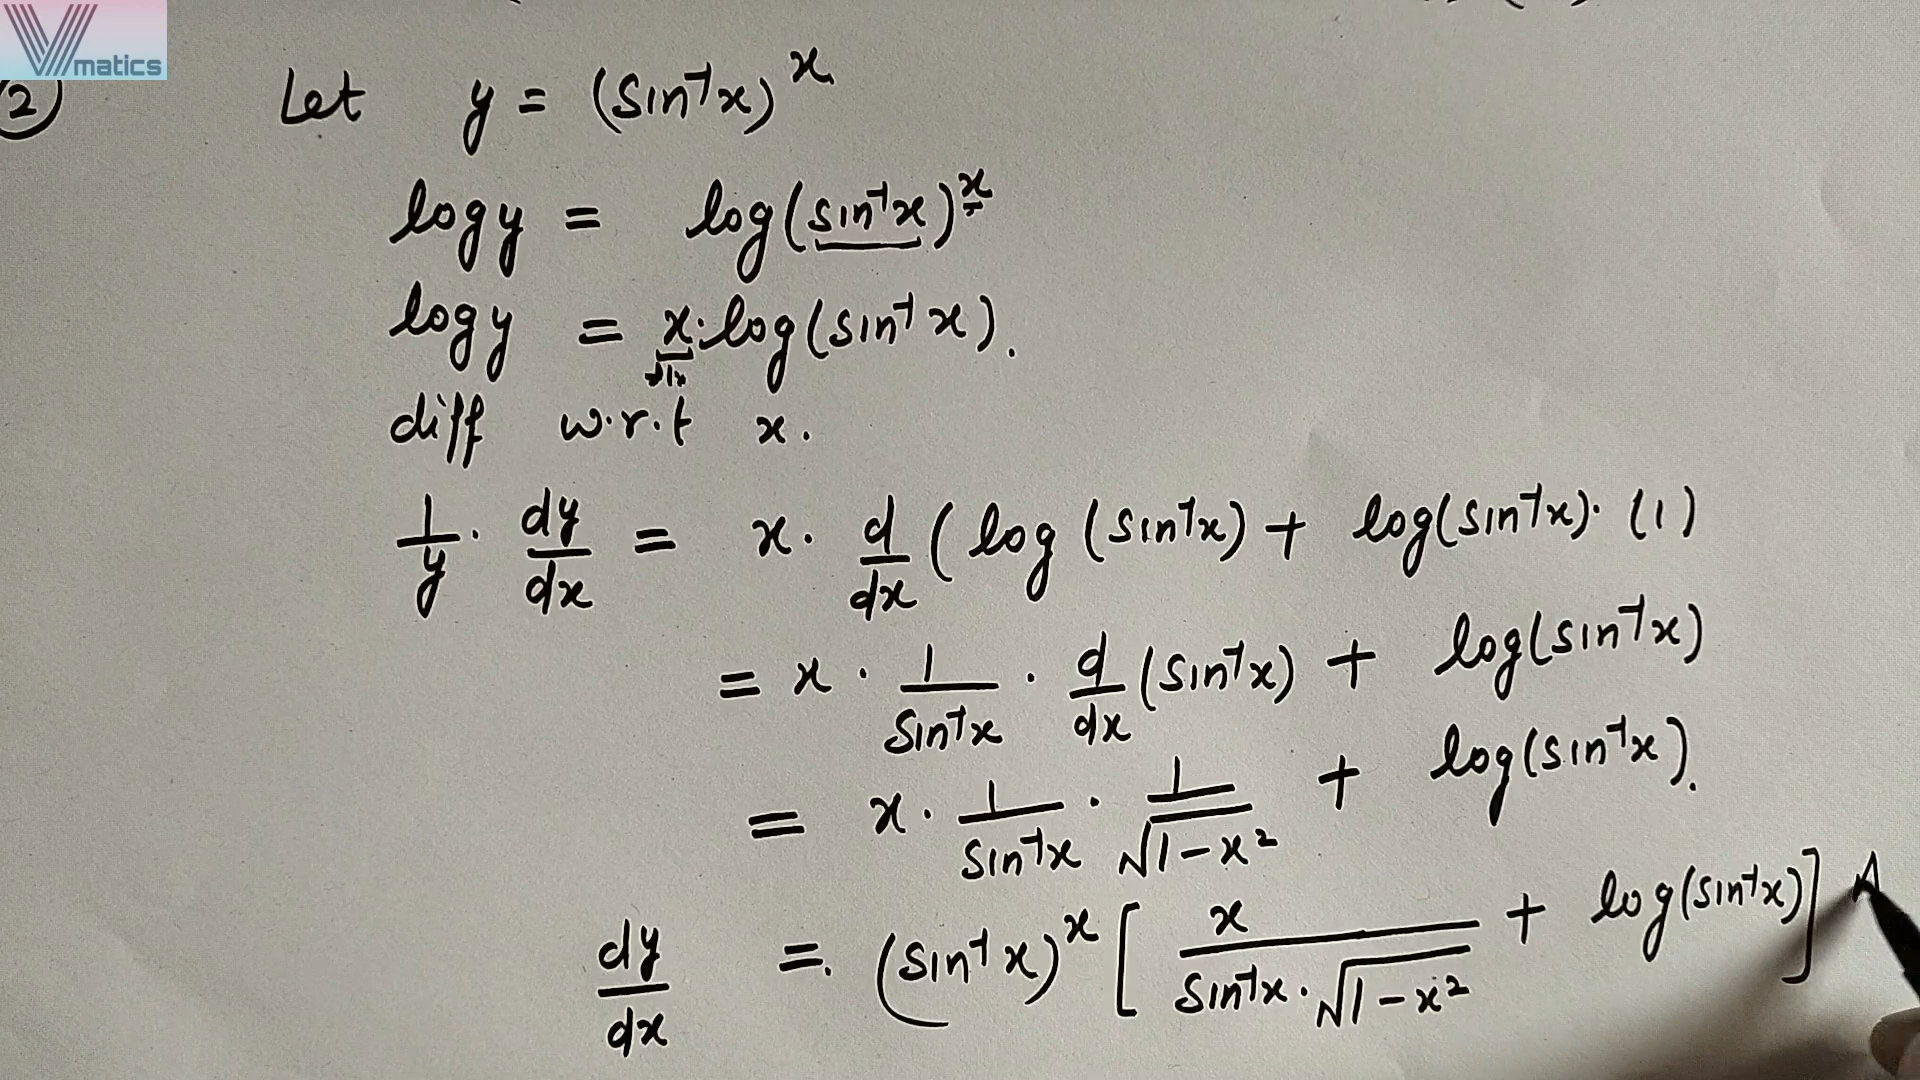 Vmatics
2
Let y = (Sin⁻¹x)ˣ
logy = log(sin⁻¹x)ˣ
logy = x.log(sin⁻¹x).
diff w.r.t x.
1/y . dy/dx = x. d/dx (log (sin⁻¹x) + log(sin⁻¹x). (1)
= x . 1/Sin⁻¹x . d/dx (sin⁻¹x) + log(sin⁻¹x)
= x. 1/sin⁻¹x . 1/√1-x² + log(sin⁻¹x).
dy/dx =. (sin⁻¹x)ˣ [ x/sin⁻¹x.√1-x² + log(sin⁻¹x)]